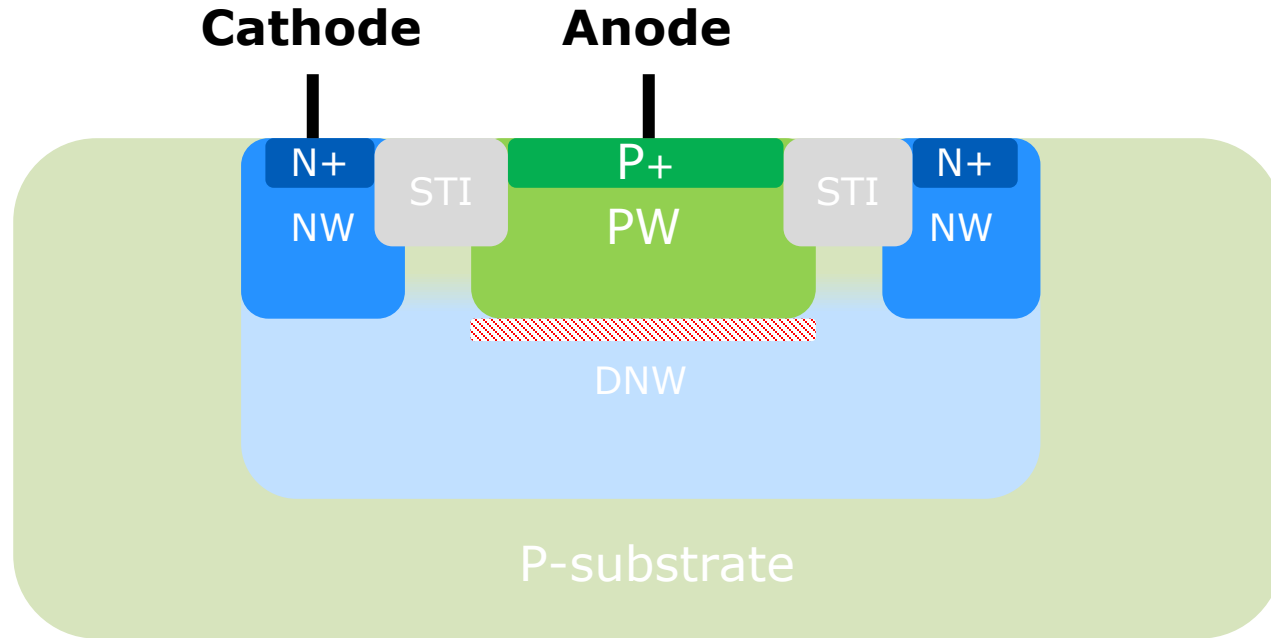 Cathode
Anode
N+
P+
N+
STI
STI
NW
PW
NW
DNW
P-substrate